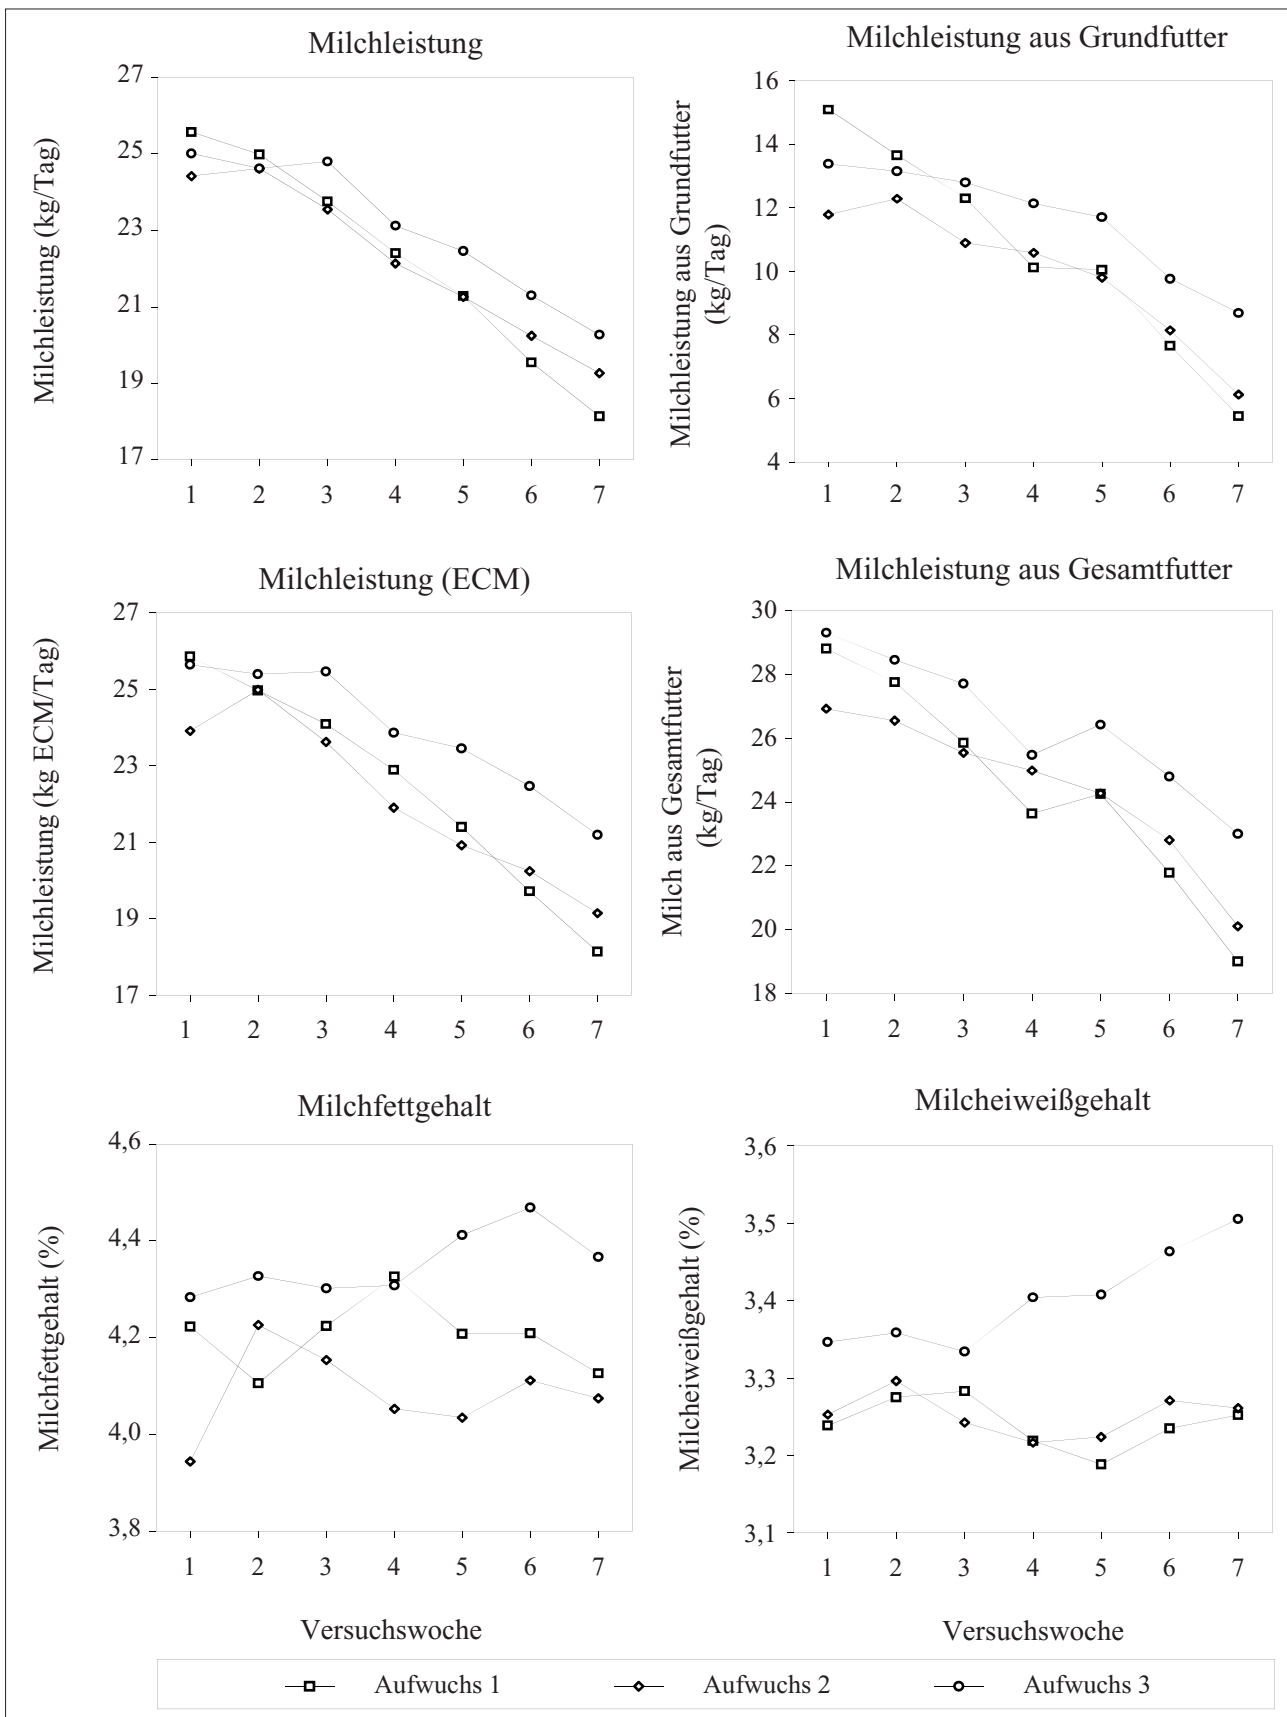 Milchleistung
Milchleistung (kg/Tag)
27
25
23
21
19
17
1 2 3 4 5 6 7
Milchleistung aus Grundfutter
Milchleistung aus Grundfutter
(kg/Tag)
16
14
12
10
8
6
4
1 2 3 4 5 6 7
Milchleistung (ECM)
Milchleistung (kg ECM/Tag)
27
25
23
21
19
17
1 2 3 4 5 6 7
Milchleistung aus Gesamtfutter
Milch aus Gesamtfutter
(kg/Tag)
30
28
26
24
22
20
18
1 2 3 4 5 6 7
Milchfettgehalt
Milchfettgehalt (%)
4,6
4,4
4,2
4,0
3,8
1 2 3 4 5 6 7
Versuchswoche
Milcheiweißgehalt
Milcheiweißgehalt (%)
3,6
3,5
3,4
3,3
3,2
3,1
1 2 3 4 5 6 7
Versuchswoche
Aufwuchs 1 Aufwuchs 2 Aufwuchs 3